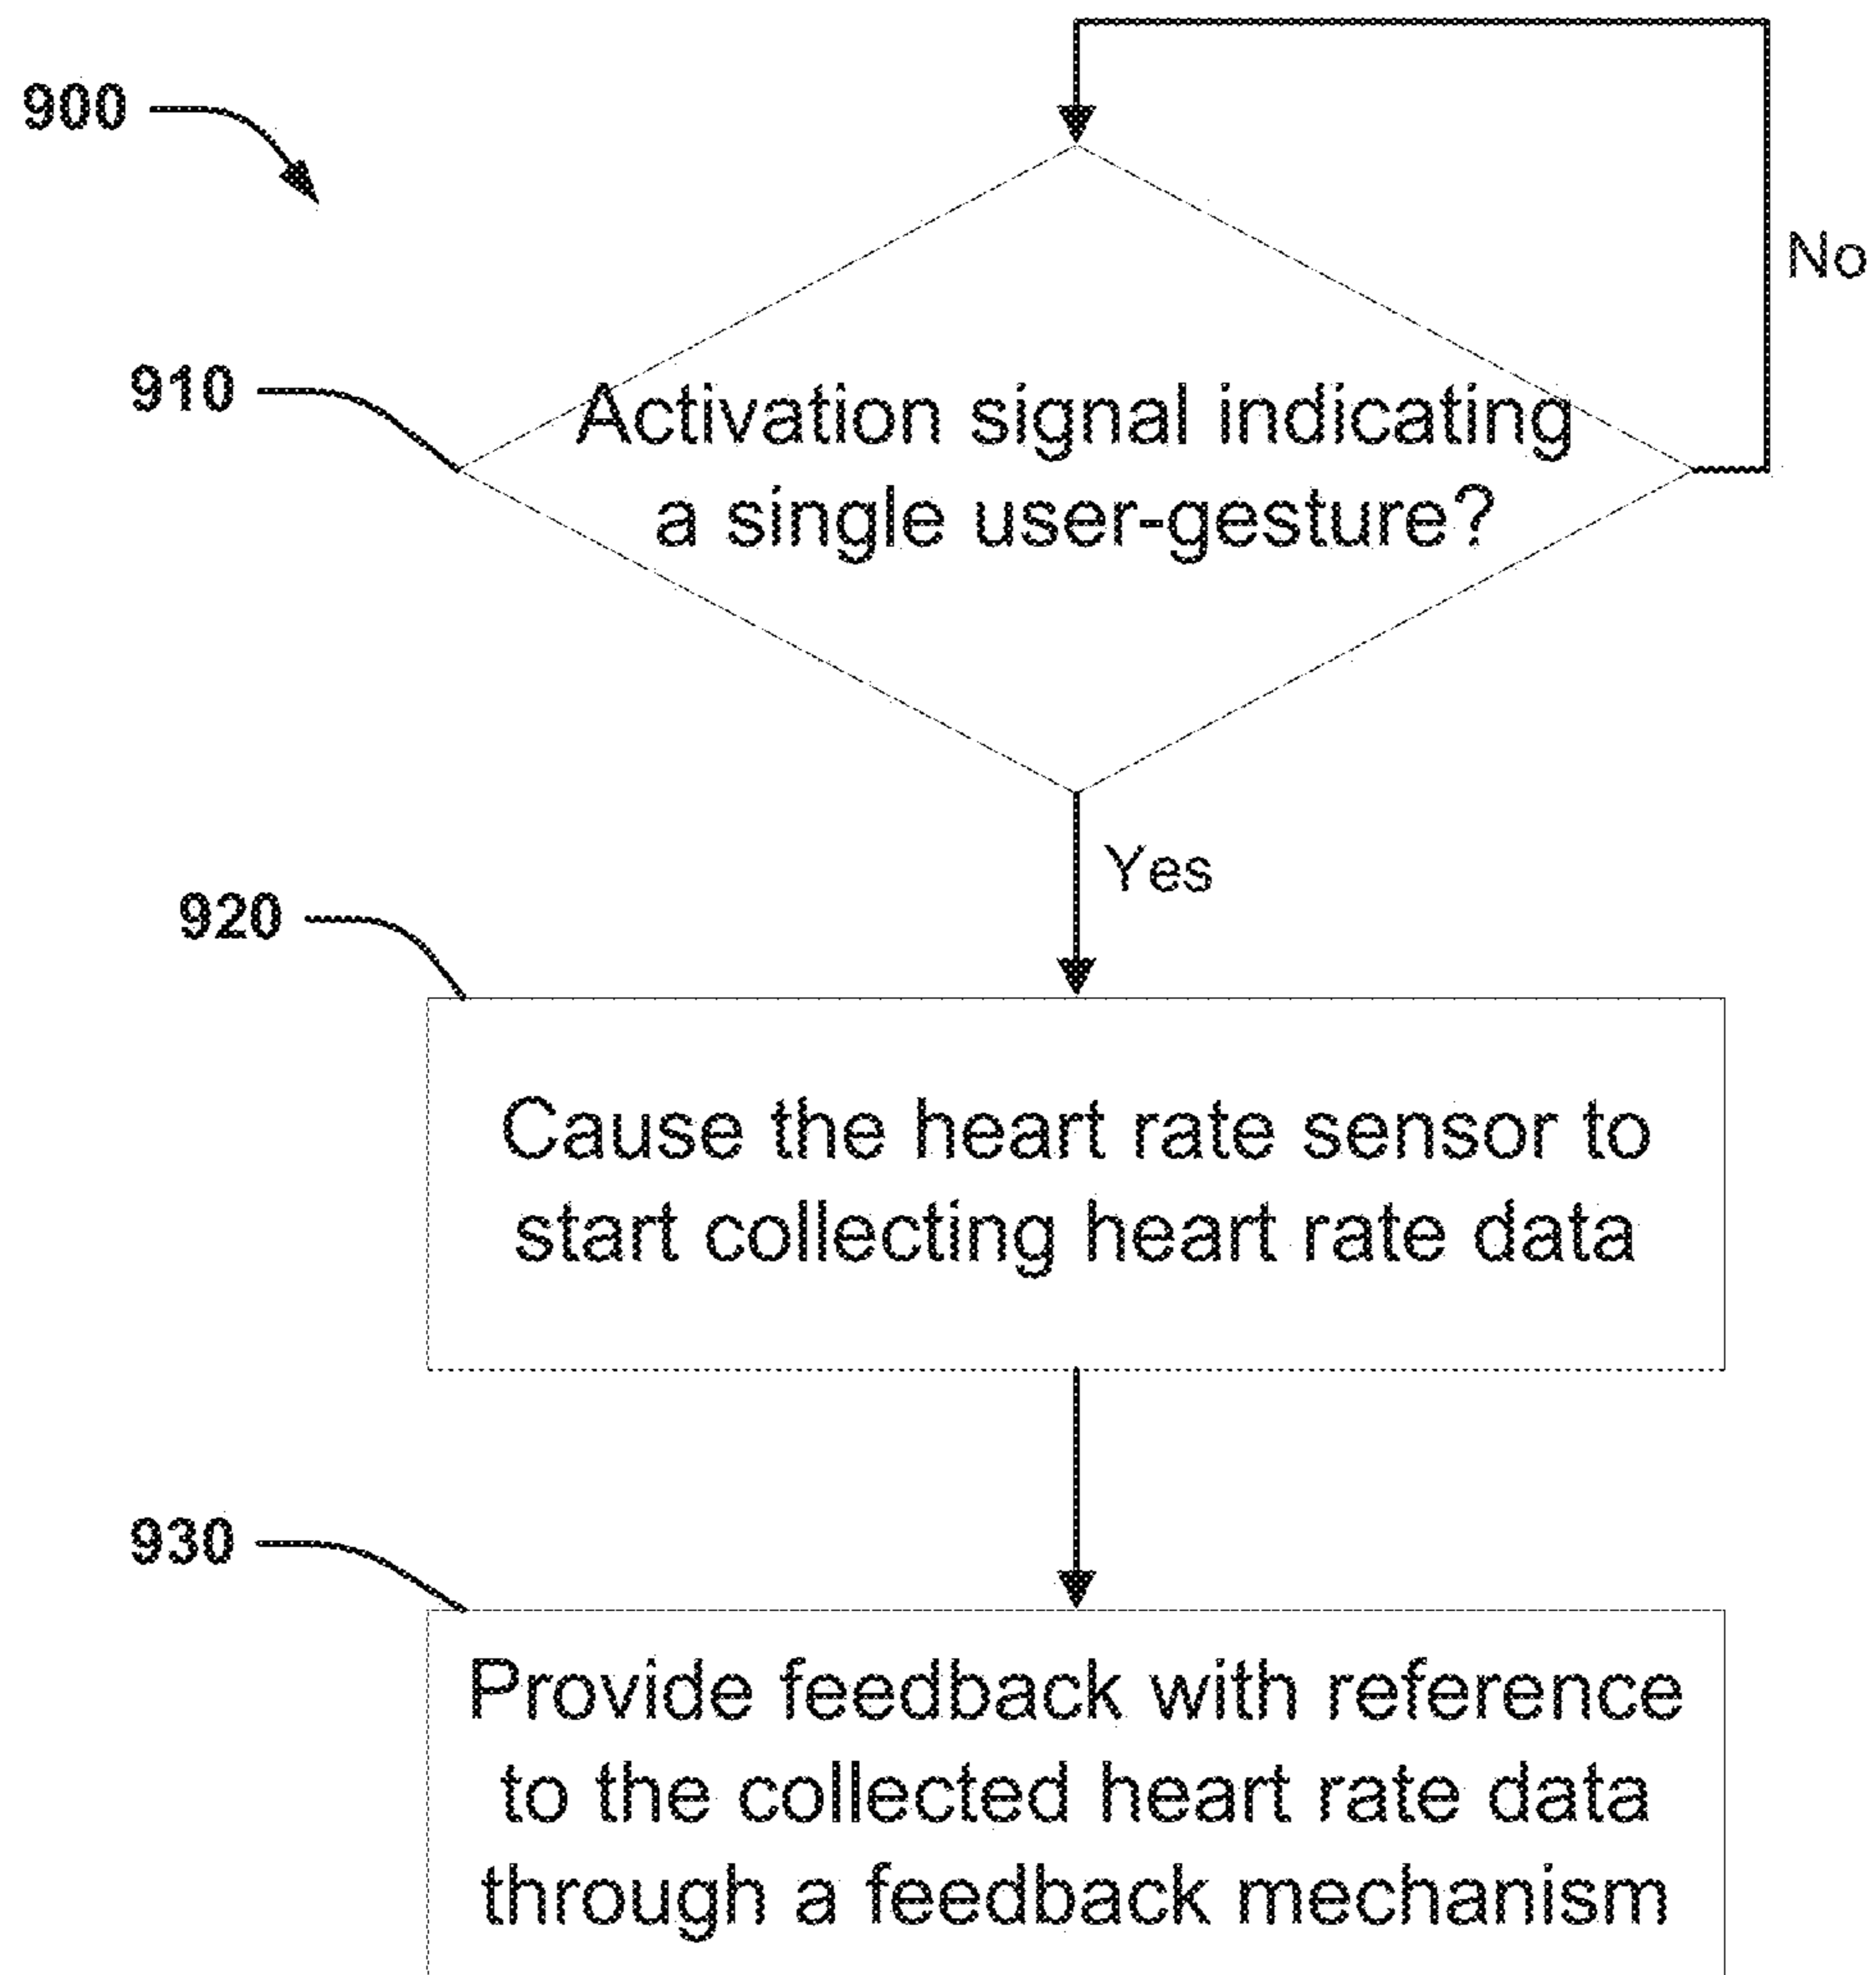 900
No
910
Activation signal indicating
a single user-gesture?
Yes
920
Cause the heart rate sensor to
start collecting heart rate data
930
Provide feedback with reference
to the collected heart rate data
through a feedback mechanism